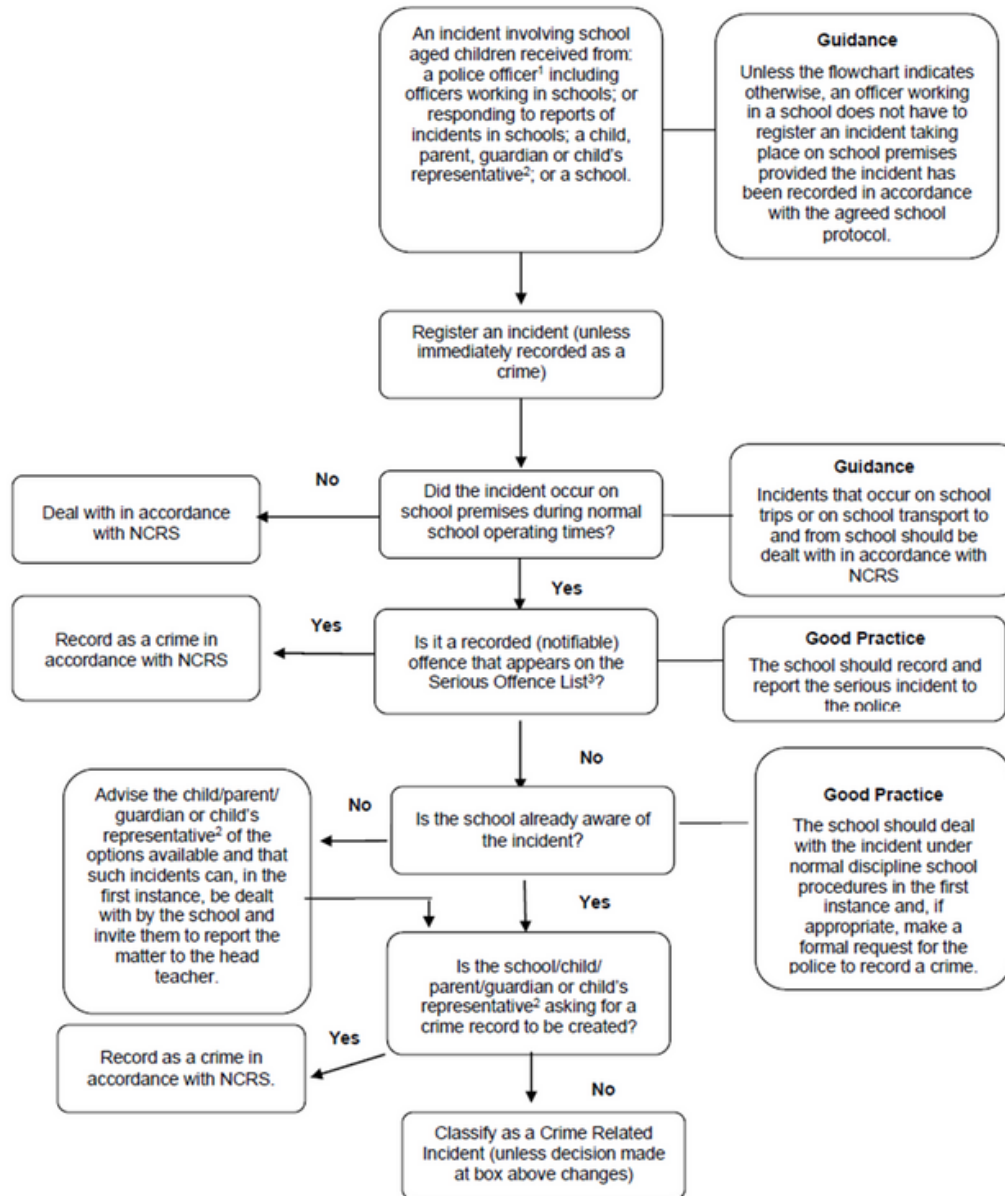 An incident involving school
aged children received from:
a police officer¹ including
officers working in schools; or
responding to reports of
incidents in schools; a child,
parent, guardian or child's
representative²; or a school.
Guidance
Unless the flowchart indicates
otherwise, an officer working
in a school does not have to
register an incident taking
place on school premises
provided the incident has
been recorded in accordance
with the agreed school
protocol.
Register an incident (unless
immediately recorded as a
crime)
No
Deal with in accordance
with NCRS
Did the incident occur on
school premises during normal
school operating times?
Guidance
Incidents that occur on school
trips or on school transport to
and from school should be
dealt with in accordance with
NCRS
Yes
Yes
Record as a crime in
accordance with NCRS
Is it a recorded (notifiable)
offence that appears on the
Serious Offence List³?
Good Practice
The school should record and
report the serious incident to
the police
No
Advise the child/parent/
guardian or child's
representative² of the
options available and that
such incidents can, in the
first instance, be dealt
with by the school and
invite them to report the
matter to the head
teacher.
No
Is the school already aware of
the incident?
Good Practice
The school should deal
with the incident under
normal discipline school
procedures in the first
instance and, if
appropriate, make a
formal request for the
police to record a crime.
Yes
Is the school/child/
parent/guardian or child's
representative² asking for a
crime record to be created?
Yes
Record as a crime in
accordance with NCRS.
No
Classify as a Crime Related
Incident (unless decision made
at box above changes)